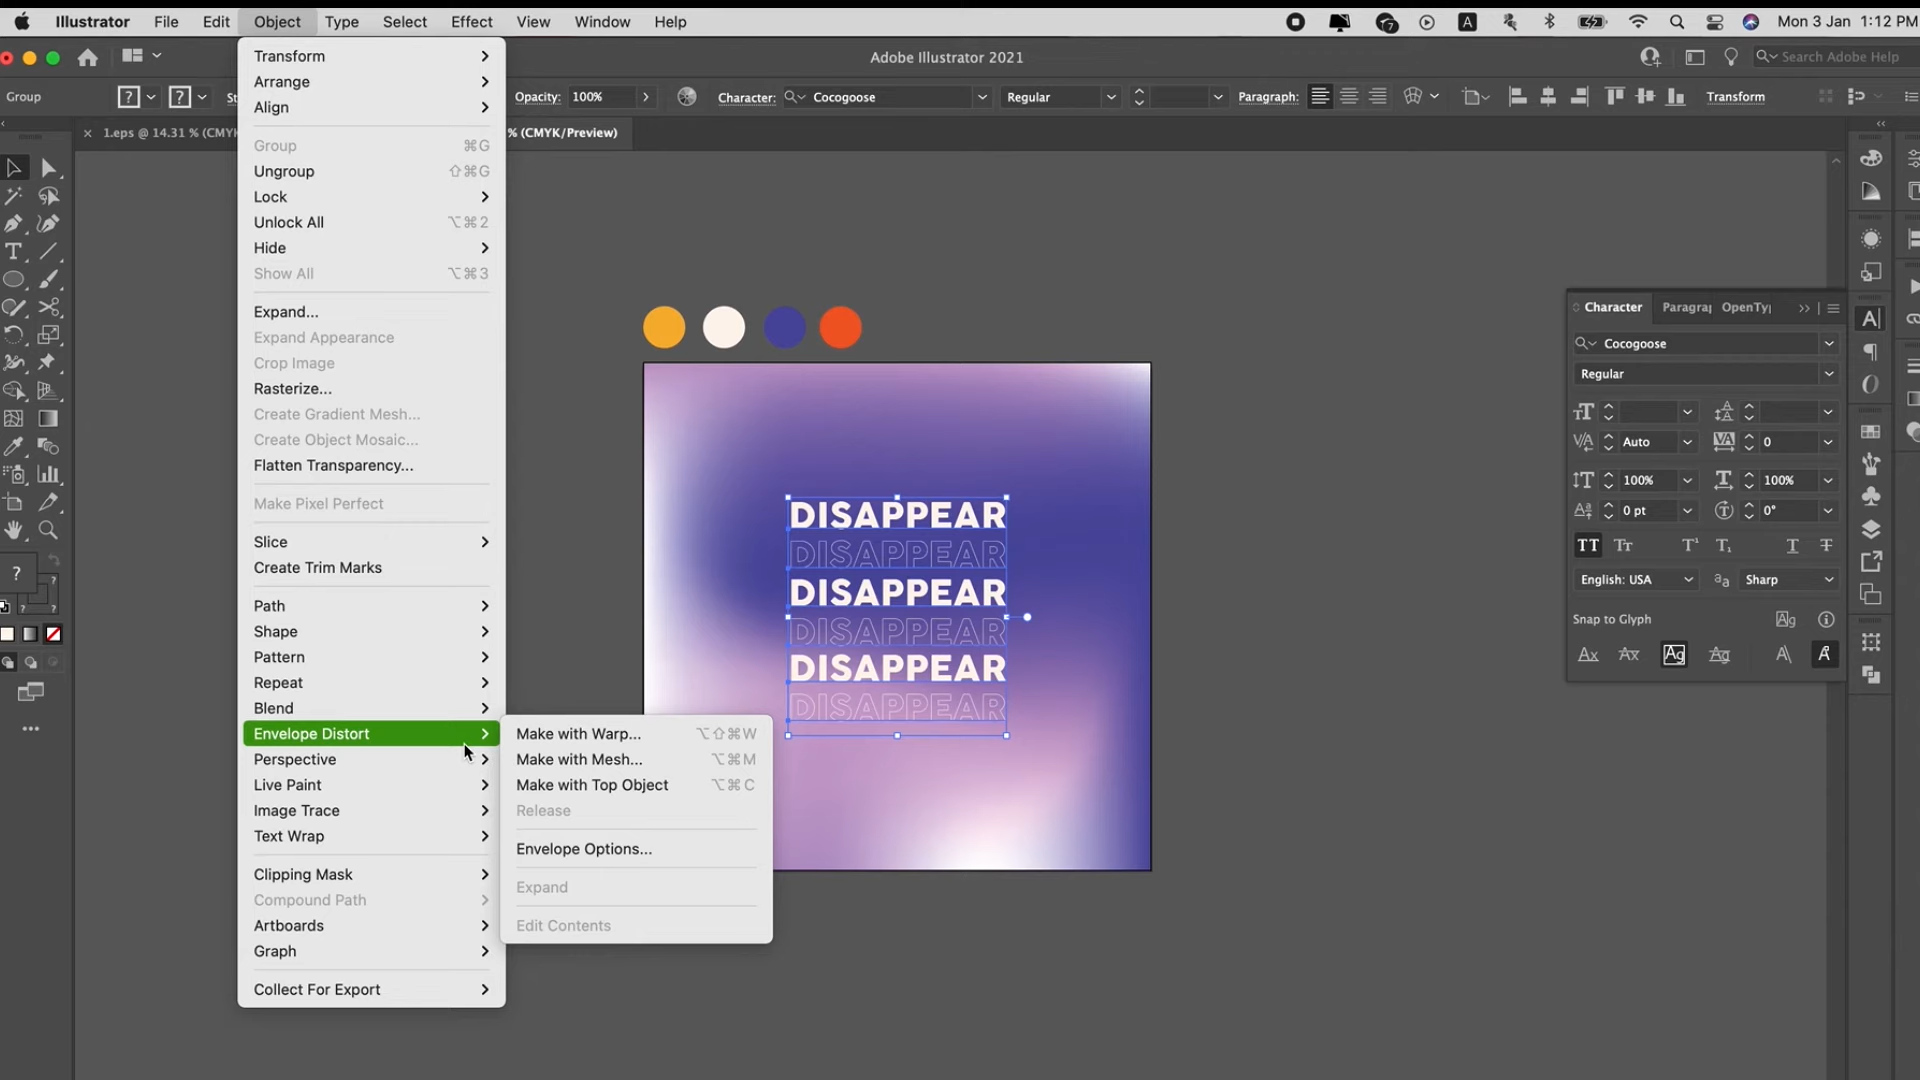 Illustrator File Edit Object Type Select Effect View Window Help
7 A Mon 3 Jan 1:12 PM
Adobe Illustrator 2021
Search Adobe Help
Group ? ? Opacity: 100% Character: Cocogoose Regular Paragraph: Transform
1.eps @ 14.31 % (CMYK
% (CMYK/Preview)
Transform
Arrange
Align
Group ⌘G
Ungroup ⇧⌘G
Lock
Unlock All ⌥⌘2
Hide
Show All ⌥⌘3
Expand...
Expand Appearance
Crop Image
Rasterize...
Create Gradient Mesh...
Create Object Mosaic...
Flatten Transparency...
Make Pixel Perfect
Slice
Create Trim Marks
Path
Shape
Pattern
Repeat
Blend
Envelope Distort
Perspective
Live Paint
Image Trace
Text Wrap
Clipping Mask
Compound Path
Artboards
Graph
Collect For Export
Make with Warp... ⌥⇧⌘W
Make with Mesh... ⌥⌘M
Make with Top Object ⌥⌘C
Release
Envelope Options...
Expand
Edit Contents
DISAPPEAR
DISAPPEAR
DISAPPEAR
DISAPPEAR
DISAPPEAR
DISAPPEAR
Character OpenTy
Cocogoose
Regular
Auto 0
100% 100%
0 pt 0°
TT Tr T¹ T₁ T T
English: USA Sharp
Snap to Glyph